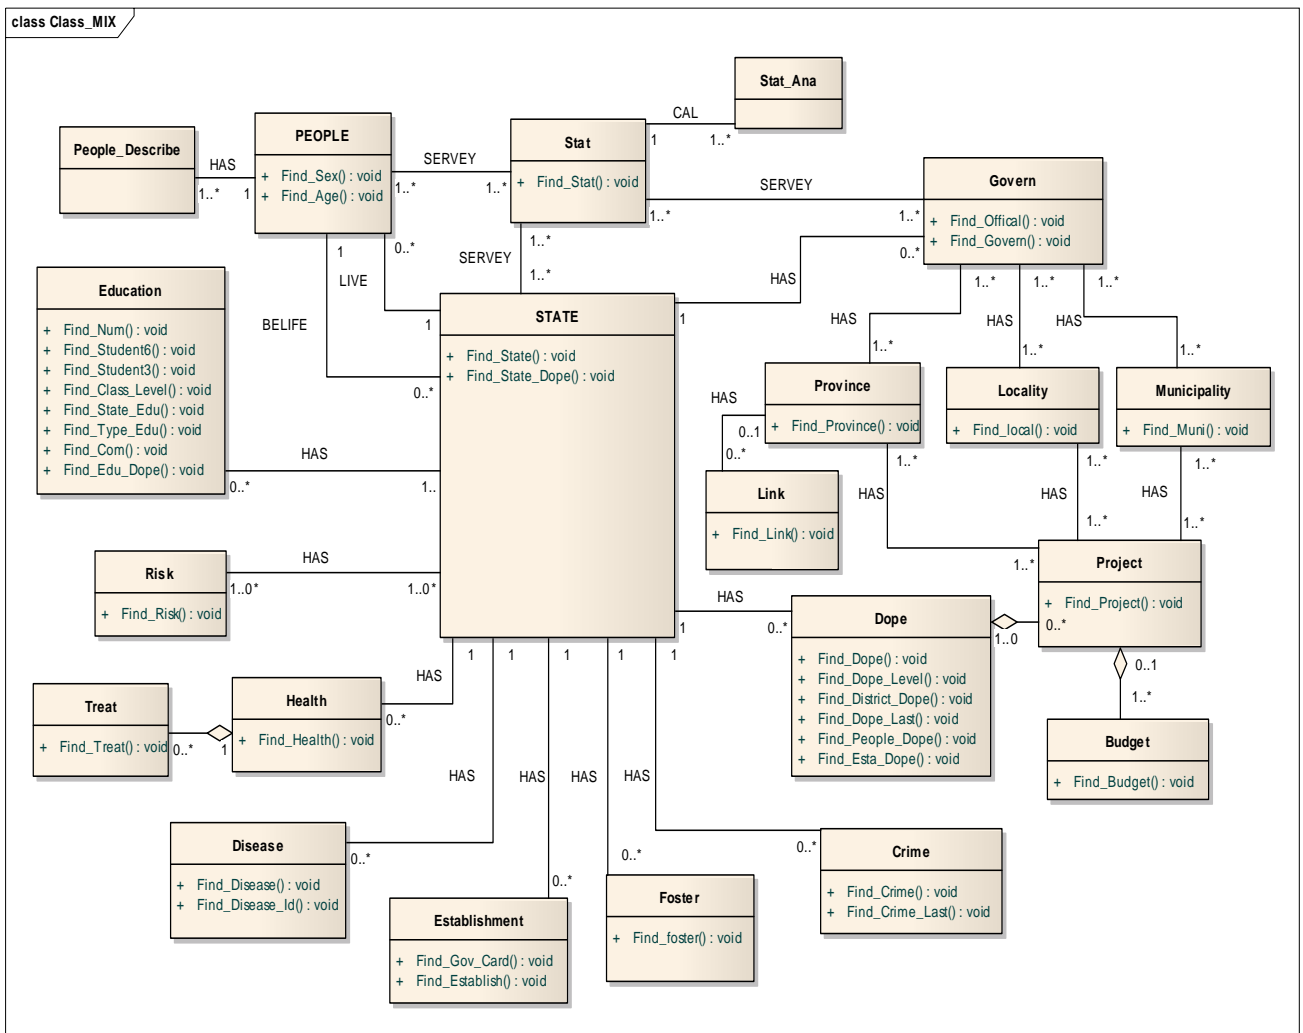 class Class_MIX
Stat_Ana
CAL
1
1..*
People_Describe
HAS
1..*
1
PEOPLE
+ Find_Sex() : void
+ Find_Age() : void
SERVEY
1..*
1..*
Stat
+ Find_Stat() : void
SERVEY
1..*
1..*
Govern
+ Find_Offical() : void
+ Find_Govern() : void
1
LIVE
0..*
1
BELIFE
0..*
SERVEY
1..*
1..*
HAS
1
0..*
Education
+ Find_Num() : void
+ Find_Student6() : void
+ Find_Student3() : void
+ Find_Class_Level() : void
+ Find_State_Edu() : void
+ Find_Type_Edu() : void
+ Find_Com() : void
+ Find_Edu_Dope() : void
STATE
+ Find_State() : void
+ Find_State_Dope() : void
HAS
0..*
1..
1..*
1..*
1..*
HAS
HAS
HAS
1..*
1..*
1..*
Province
+ Find_Province() : void
Locality
+ Find_local() : void
Municipality
+ Find_Muni() : void
HAS
0..1
0..*
Link
+ Find_Link() : void
1..*
1..*
1..*
HAS
HAS
HAS
1..*
1..*
1..*
Risk
+ Find_Risk() : void
HAS
1..0*
1..0*
Project
+ Find_Project() : void
0..*
1..0
HAS
1
0..*
Dope
+ Find_Dope() : void
+ Find_Dope_Level() : void
+ Find_District_Dope() : void
+ Find_Dope_Last() : void
+ Find_People_Dope() : void
+ Find_Esta_Dope() : void
0..1
1..*
Budget
+ Find_Budget() : void
1
1
1
1
1
HAS
0..*
Treat
+ Find_Treat() : void
0..*
1
Health
+ Find_Health() : void
HAS
HAS
HAS
HAS
Disease
+ Find_Disease() : void
+ Find_Disease_Id() : void
0..*
0..*
0..*
0..*
Establishment
+ Find_Gov_Card() : void
+ Find_Establish() : void
Foster
+ Find_foster() : void
Crime
+ Find_Crime() : void
+ Find_Crime_Last() : void